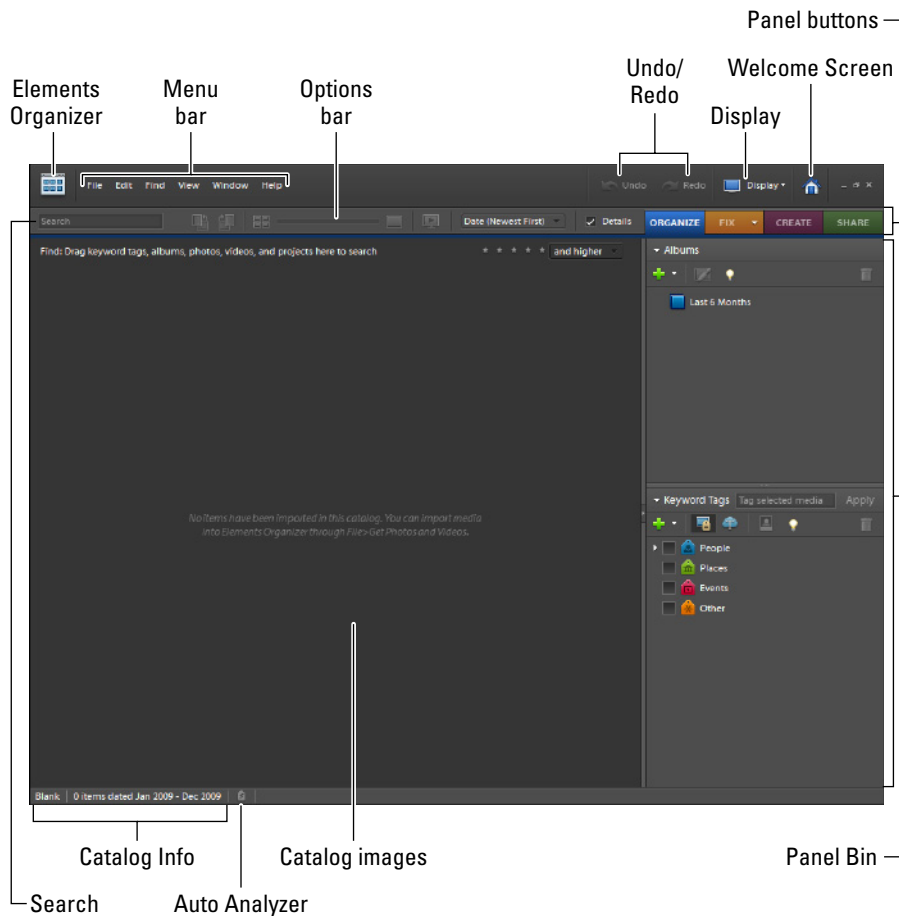 Panel buttons
Elements
Organizer
Menu
bar
Options
bar
Undo/
Redo
Welcome Screen
Display
File Edit Find View Window Help
Undo Redo Display
Search
Date (Newest First)
Details
ORGANIZE FIX CREATE SHARE
Find: Drag keyword tags, albums, photos, videos, and projects here to search
and higher
Albums
Last 6 Months
Keyword Tags Tag selected media Apply
People
Places
Events
Other
No items have been imported in this catalog. You can import media
into Elements Organizer through File> Get Photos and Videos.
Blank 0 items dated Jan 2009 - Dec 2009
Catalog Info
Catalog images
Panel Bin
Search
Auto Analyzer